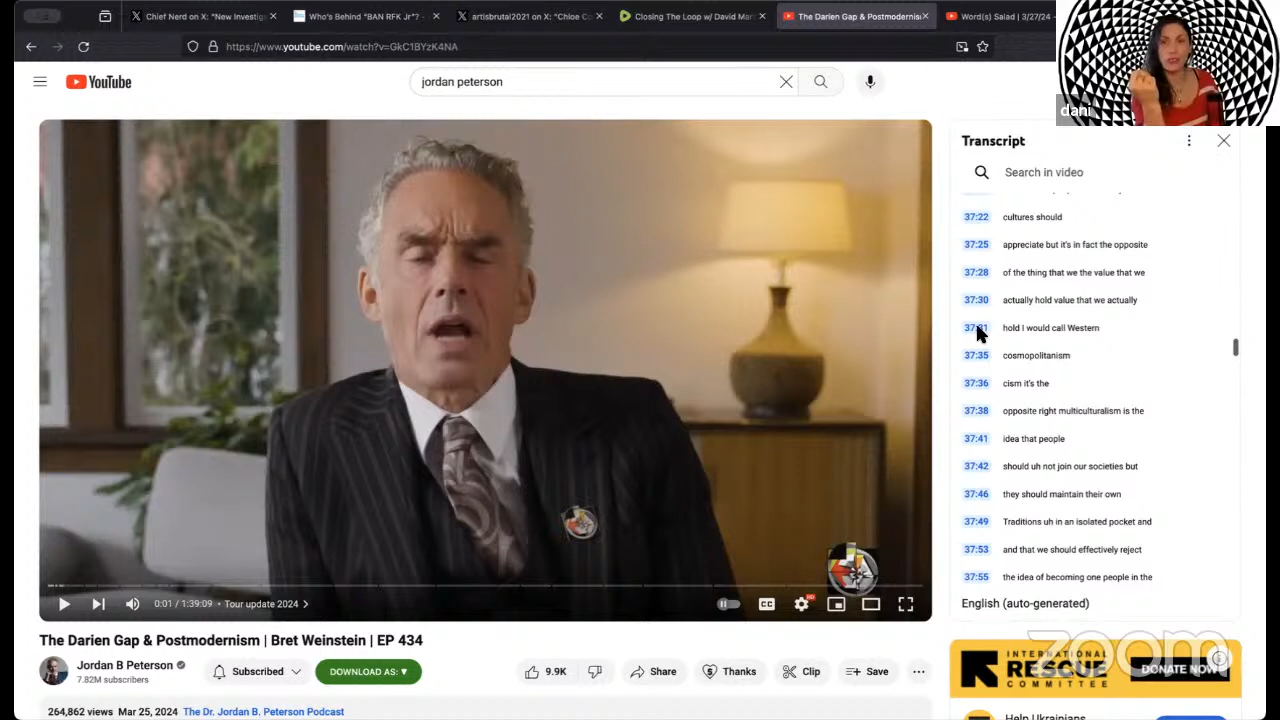 Chief Nerd on X: "New Investig
Who's Behind "BAN RFK Jr"?
artisbrutal2021 on X: "Chloe C
Closing The Loop w/ David Mar
The Darien Gap & Postmodernis
Word(s) Salad | 3/27/24
https://www.youtube.com/watch?v=GkC1BYzK4NA
dani
YouTube
jordan peterson
Transcript
Search in video
37:22 cultures should
37:25 appreciate but it's in fact the opposite
37:28 of the thing that we the value that we
37:30 actually hold value that we actually
37:31 hold I would call Western
37:35 cosmopolitanism
37:36 cism it's the
37:38 opposite right multiculturalism is the
37:41 idea that people
37:42 should uh not join our societies but
37:46 they should maintain their own
37:49 Traditions uh in an isolated pocket and
37:53 and that we should effectively reject
37:55 the idea of becoming one people in the
English (auto-generated)
0:01 / 1:39:09 • Tour update 2024 >
CC
HD
The Darien Gap & Postmodernism | Bret Weinstein | EP 434
Jordan B Peterson
7.82M subscribers
Subscribed
DOWNLOAD AS: ▼
9.9K
Share
Thanks
Clip
Save
264,862 views Mar 25, 2024 The Dr. Jordan B. Peterson Podcast
zoom
INTERNATIONAL
RESCUE
COMMITTEE
DONATE NOW
Help Ukrainians